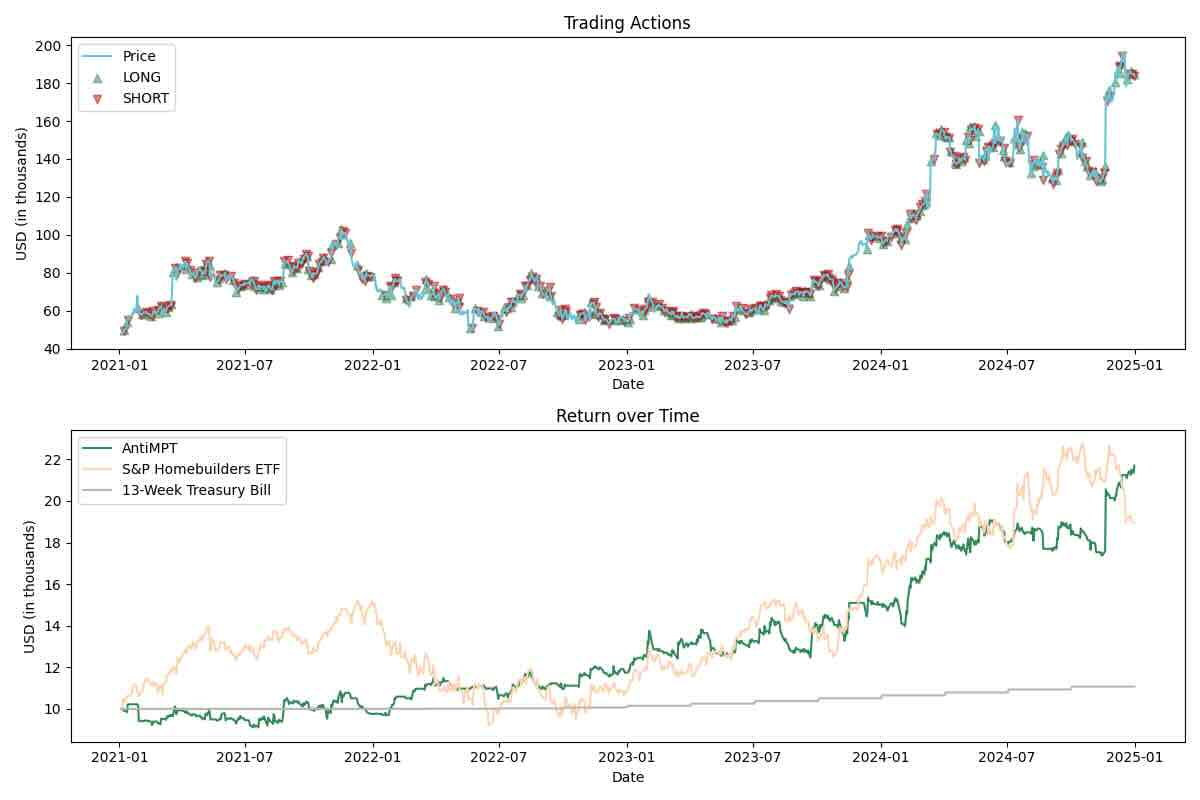 Trading Actions
Price
LONG
SHORT
USD (in thousands)
200
180
160
140
120
100
80
60
40
2021-01 2021-07 2022-01 2022-07 2023-01 2023-07 2024-01 2024-07 2025-01
Date
Return over Time
AntiMPT
S&P Homebuilders ETF
13-Week Treasury Bill
USD (in thousands)
22
20
18
16
14
12
10
2021-01 2021-07 2022-01 2022-07 2023-01 2023-07 2024-01 2024-07 2025-01
Date